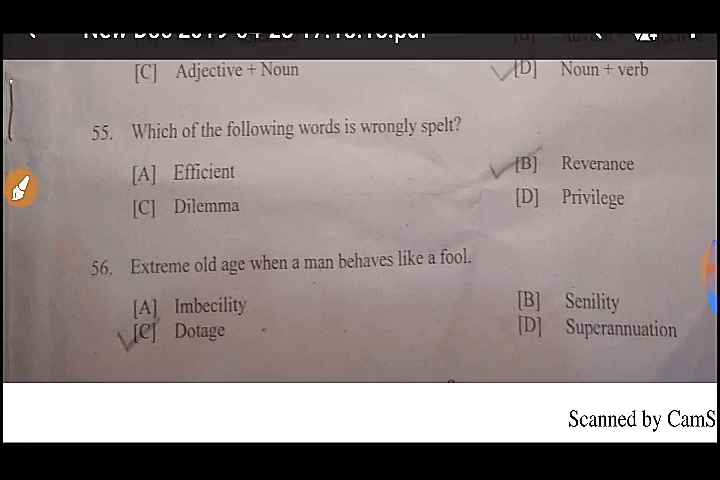 [C] Adjective + Noun [D] Noun + verb
55. Which of the following words is wrongly spelt?
[A] Efficient [B] Reverance
[C] Dilemma [D] Privilege
56. Extreme old age when a man behaves like a fool.
[A] Imbecility [B] Senility
[C] Dotage [D] Superannuation
Scanned by CamS